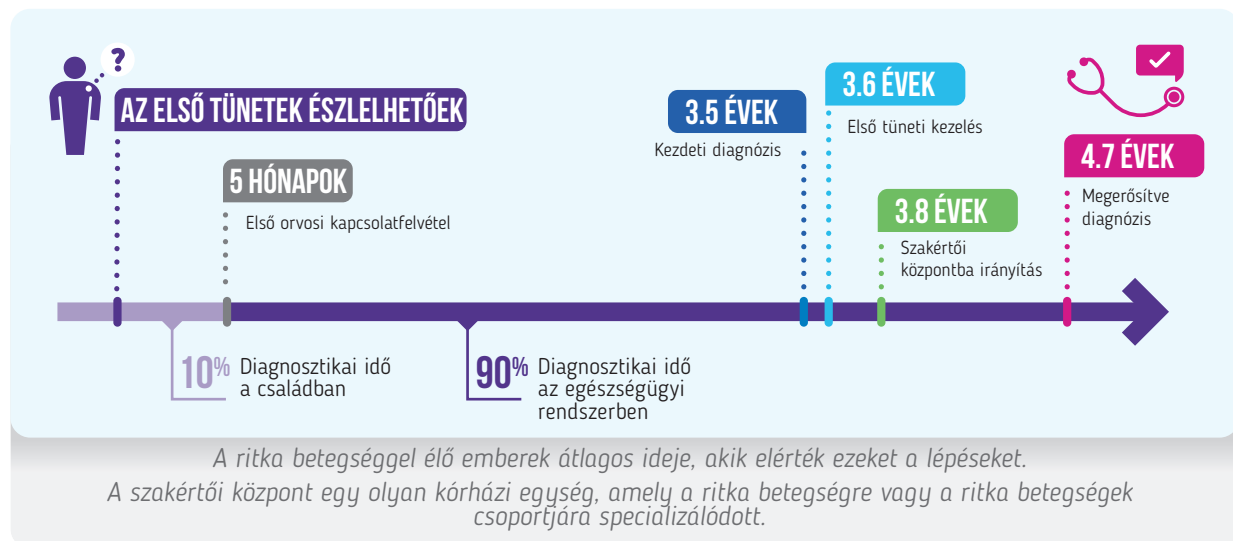 ?
AZ ELSŐ TÜNETEK ÉSZLELHETŐEK
5 HÓNAPOK
Első orvosi kapcsolatfelvétel
3.5 ÉVEK
Kezdeti diagnózis
3.6 ÉVEK
Első tüneti kezelés
3.8 ÉVEK
Szakértői
központba irányítás
4.7 ÉVEK
Megerősítve
diagnózis
10% Diagnosztikai idő
a családban
90% Diagnosztikai idő
az egészségügyi
rendszerben
A ritka betegséggel élő emberek átlagos ideje, akik elérték ezeket a lépéseket.
A szakértői központ egy olyan kórházi egység, amely a ritka betegségre vagy a ritka betegségek
csoportjára specializálódott.